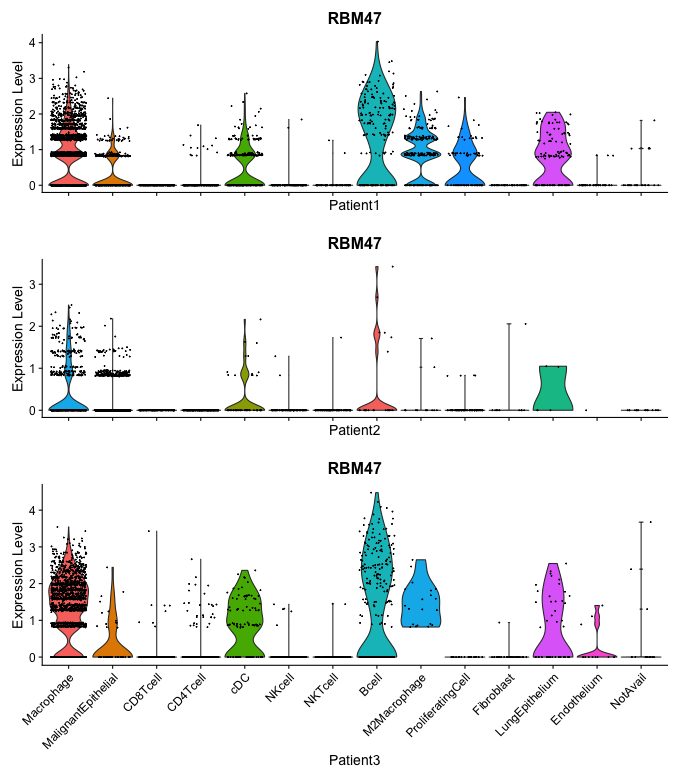 RBM47
Expression Level
4
3
2
1
0
Patient1
RBM47
Expression Level
3
2
1
0
Patient2
RBM47
Expression Level
4
3
2
1
0
Macrophage
MalignantEpithelial
CD8Tcell
CD4Tcell
cDC
NKcell
NKTcell
Bcell
M2Macrophage
ProliferatingCell
Fibroblast
LungEpithelium
Endothelium
NotAvail
Patient3